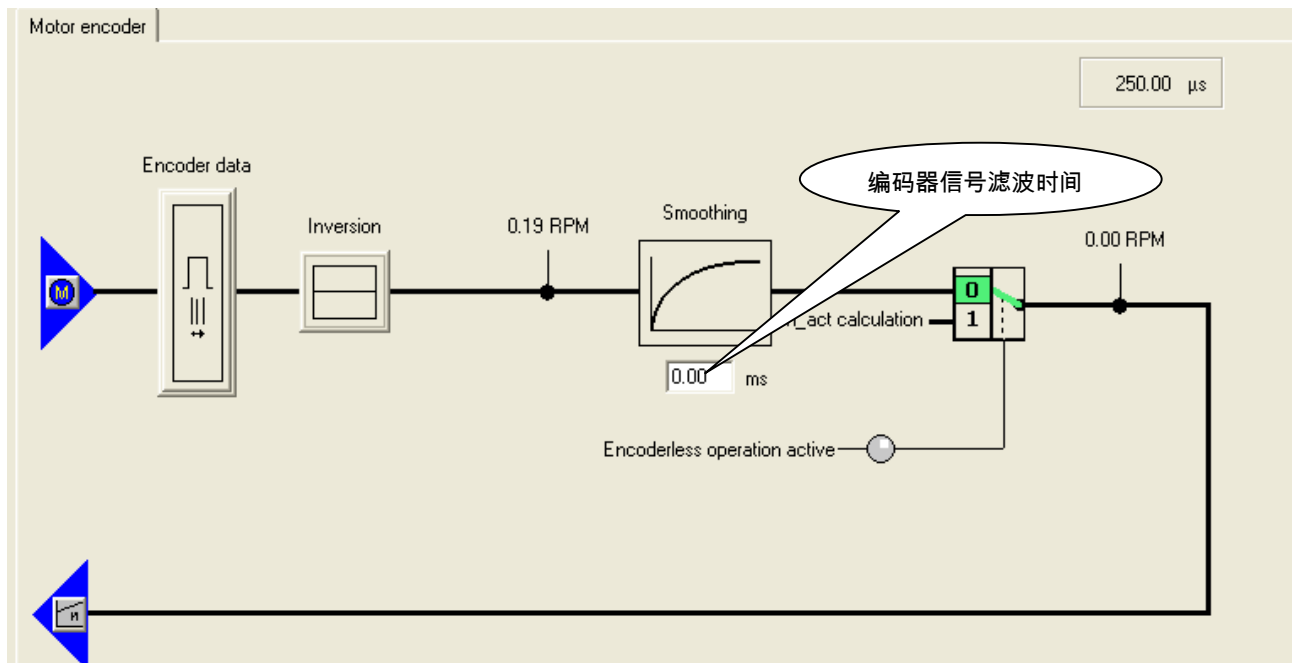 Motor encoder
250.00 µs
Encoder data
编码器信号滤波时间
Inversion
0.19 RPM
Smoothing
0.00 RPM
M
0
_act calculation
1
0.00 ms
Encoderless operation active
n